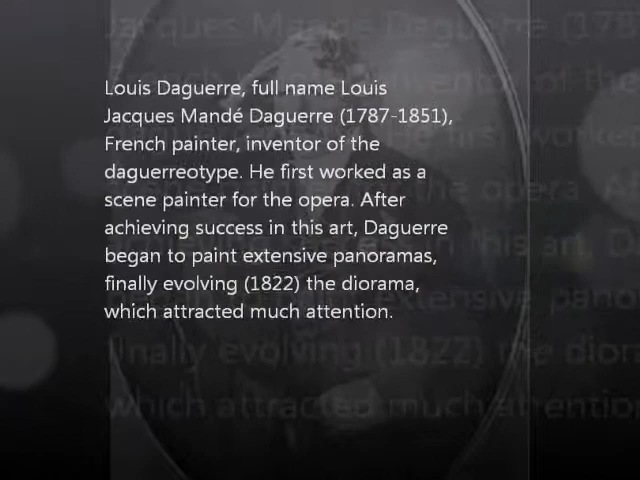 Louis Daguerre, full name Louis
Jacques Mandé Daguerre (1787-1851),
French painter, inventor of the
daguerreotype. He first worked as a
scene painter for the opera. After
achieving success in this art, Daguerre
began to paint extensive panoramas,
finally evolving (1822) the diorama,
which attracted much attention.